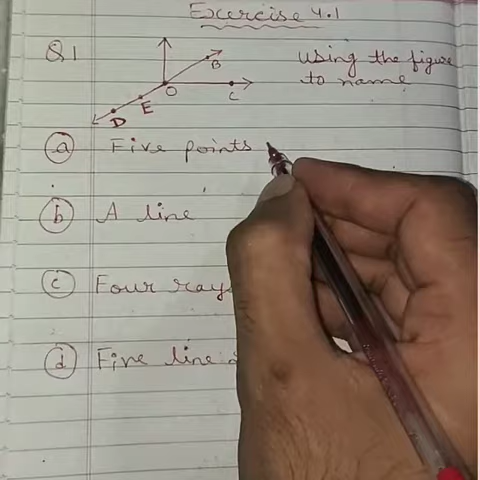 Exercise 4.1
Q1
using the figure
to name
B
O
C
E
D
a Five points
b A line
c Four rays
d Five line